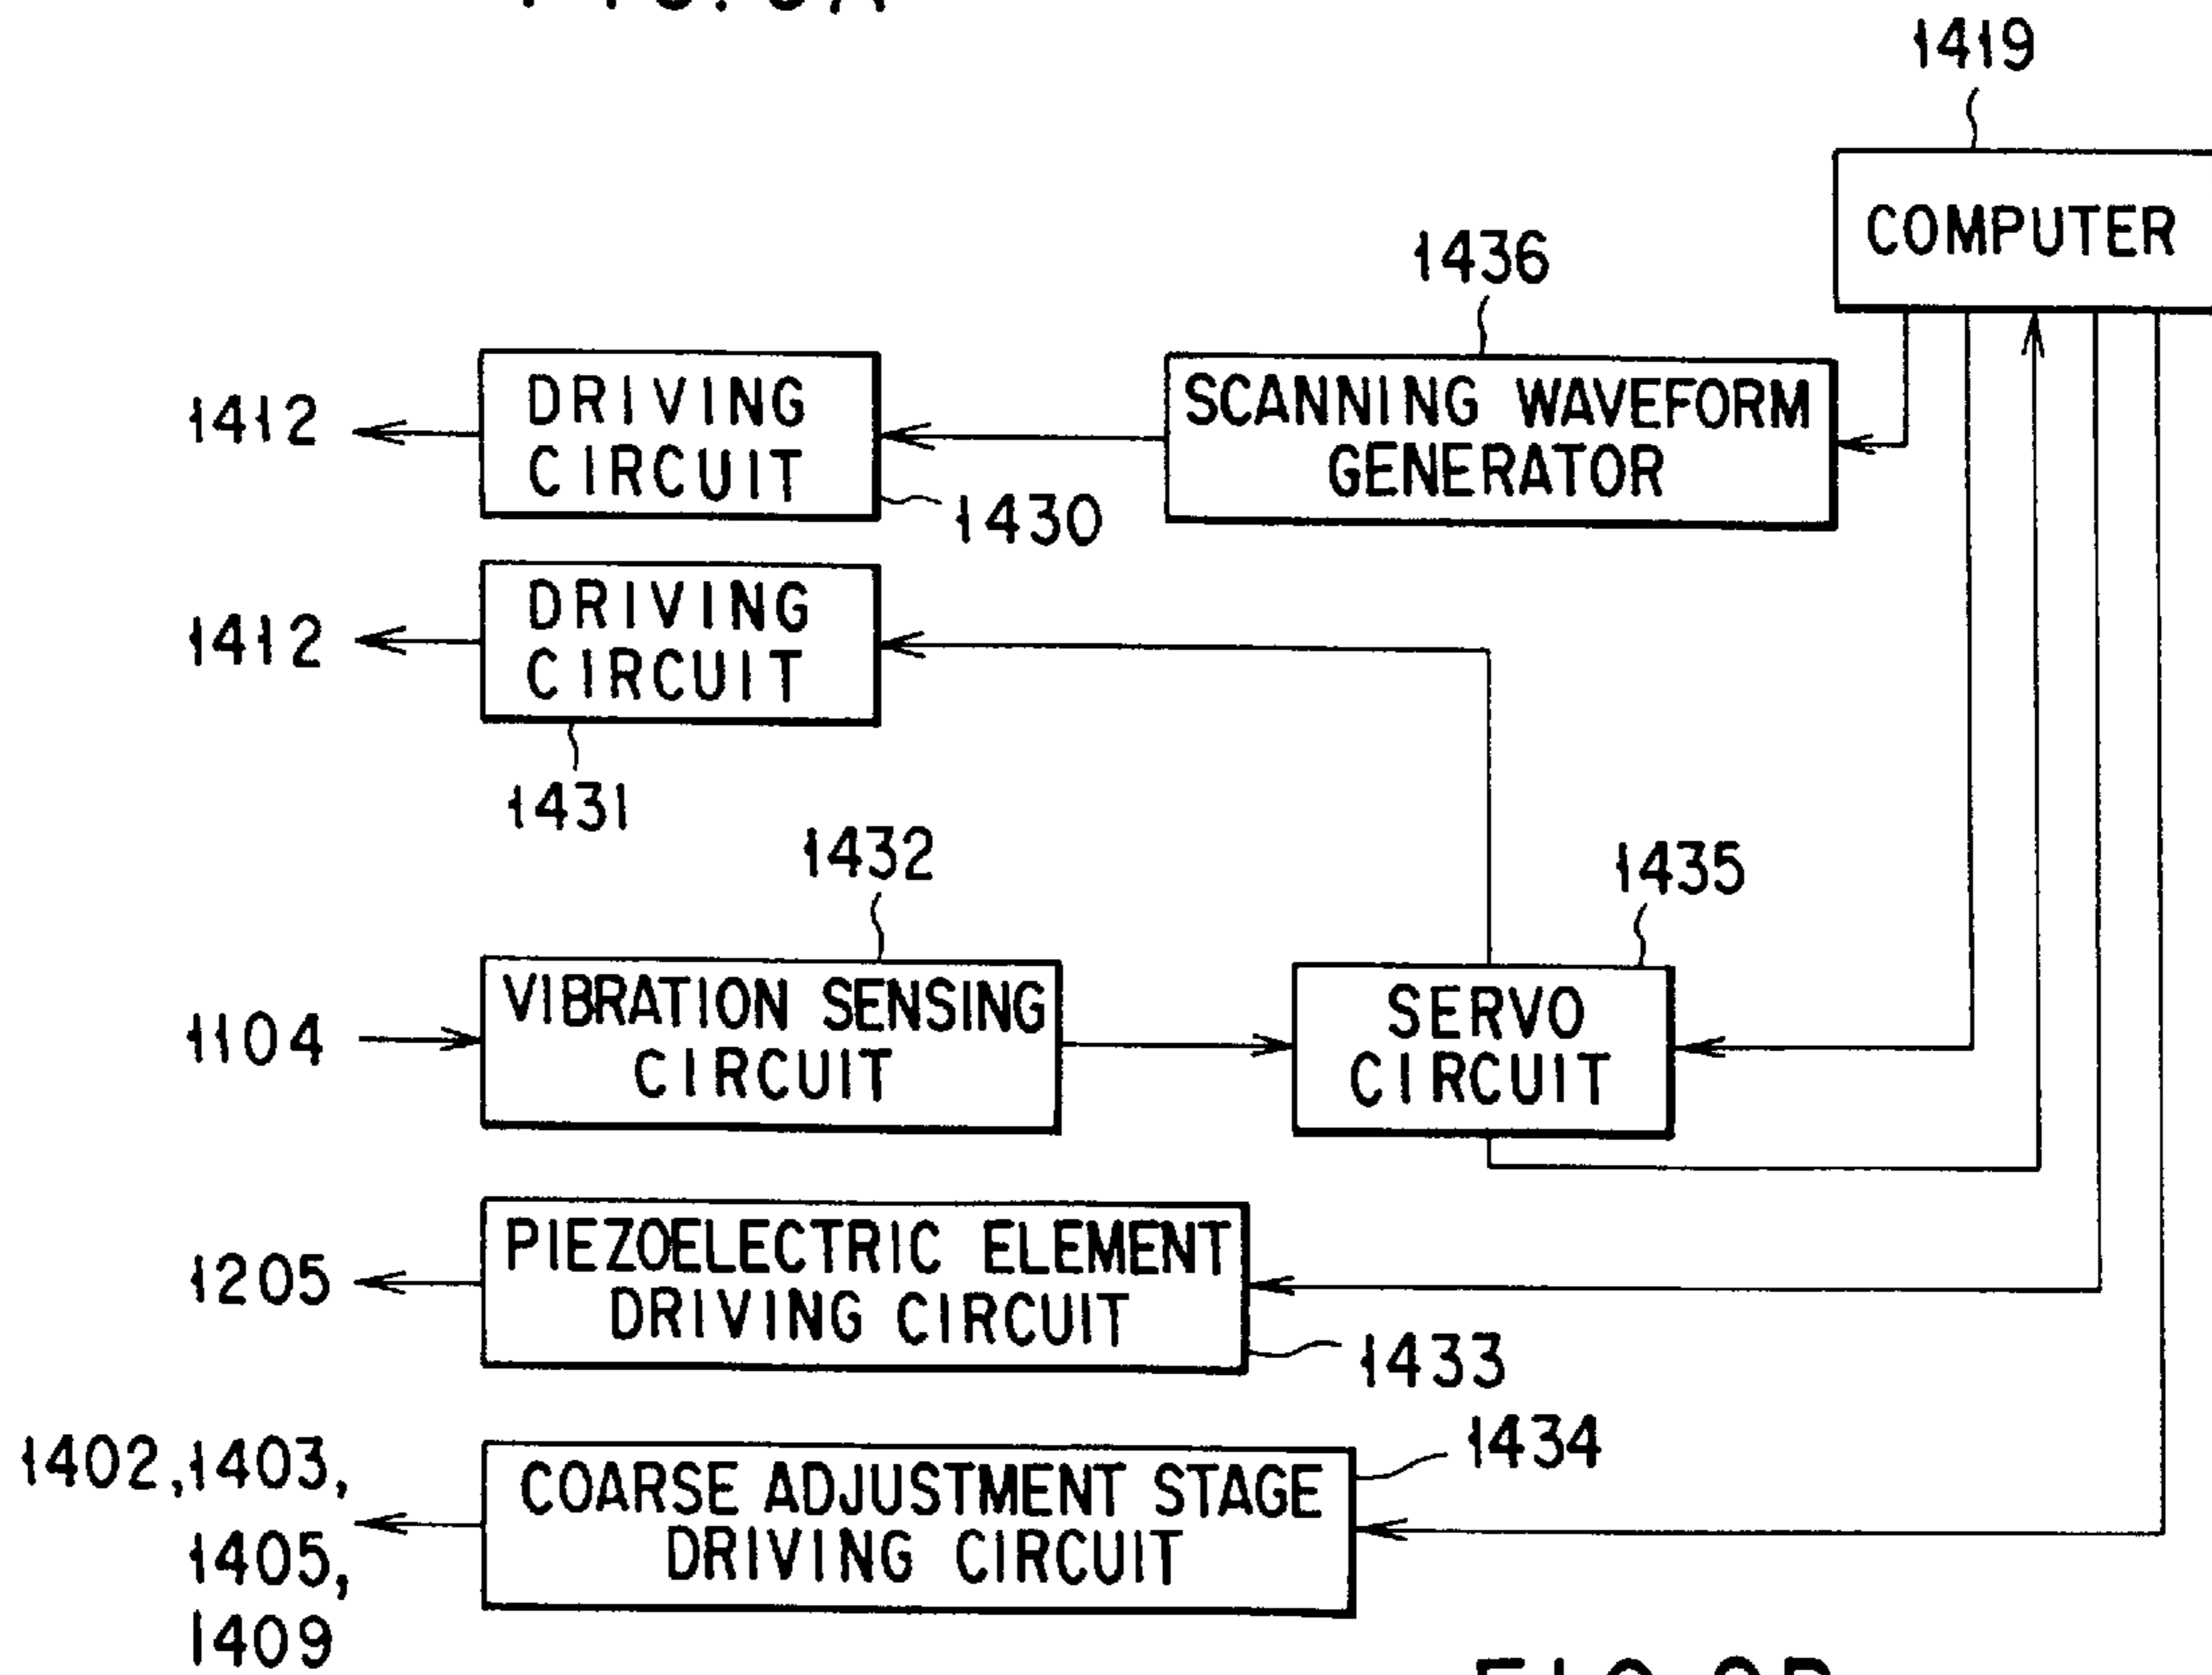 1419
COMPUTER
1436
SCANNING WAVEFORM
GENERATOR
DRIVING
CIRCUIT
1412
1430
DRIVING
CIRCUIT
1412
1431
1432
1435
VIBRATION SENSING
CIRCUIT
SERVO
CIRCUIT
1104
PIEZOELECTRIC ELEMENT
DRIVING CIRCUIT
1205
1433
1434
1402,1403,
1405,
1409
COARSE ADJUSTMENT STAGE
DRIVING CIRCUIT